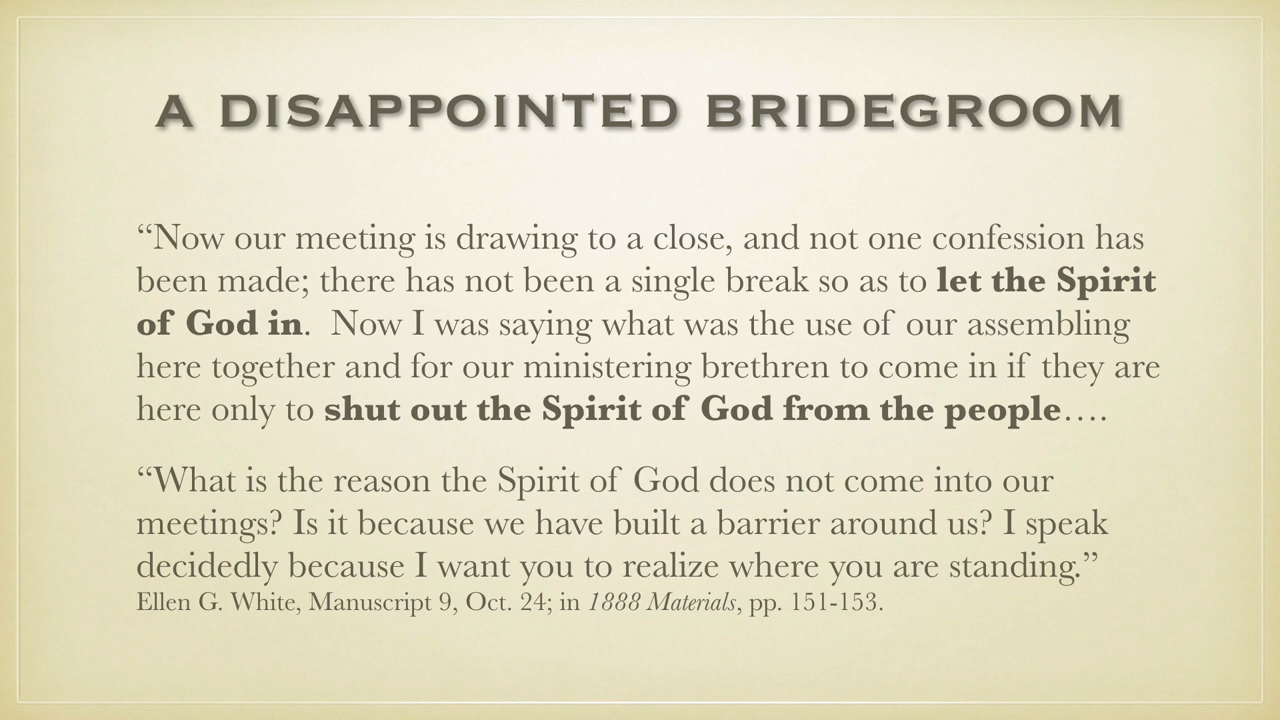 A DISAPPOINTED BRIDEGROOM
“Now our meeting is drawing to a close, and not one confession has
been made; there has not been a single break so as to let the Spirit
of God in.  Now I was saying what was the use of our assembling
here together and for our ministering brethren to come in if they are
here only to shut out the Spirit of God from the people….
“What is the reason the Spirit of God does not come into our
meetings? Is it because we have built a barrier around us? I speak
decidedly because I want you to realize where you are standing.”
Ellen G. White, Manuscript 9, Oct. 24; in 1888 Materials, pp. 151-153.